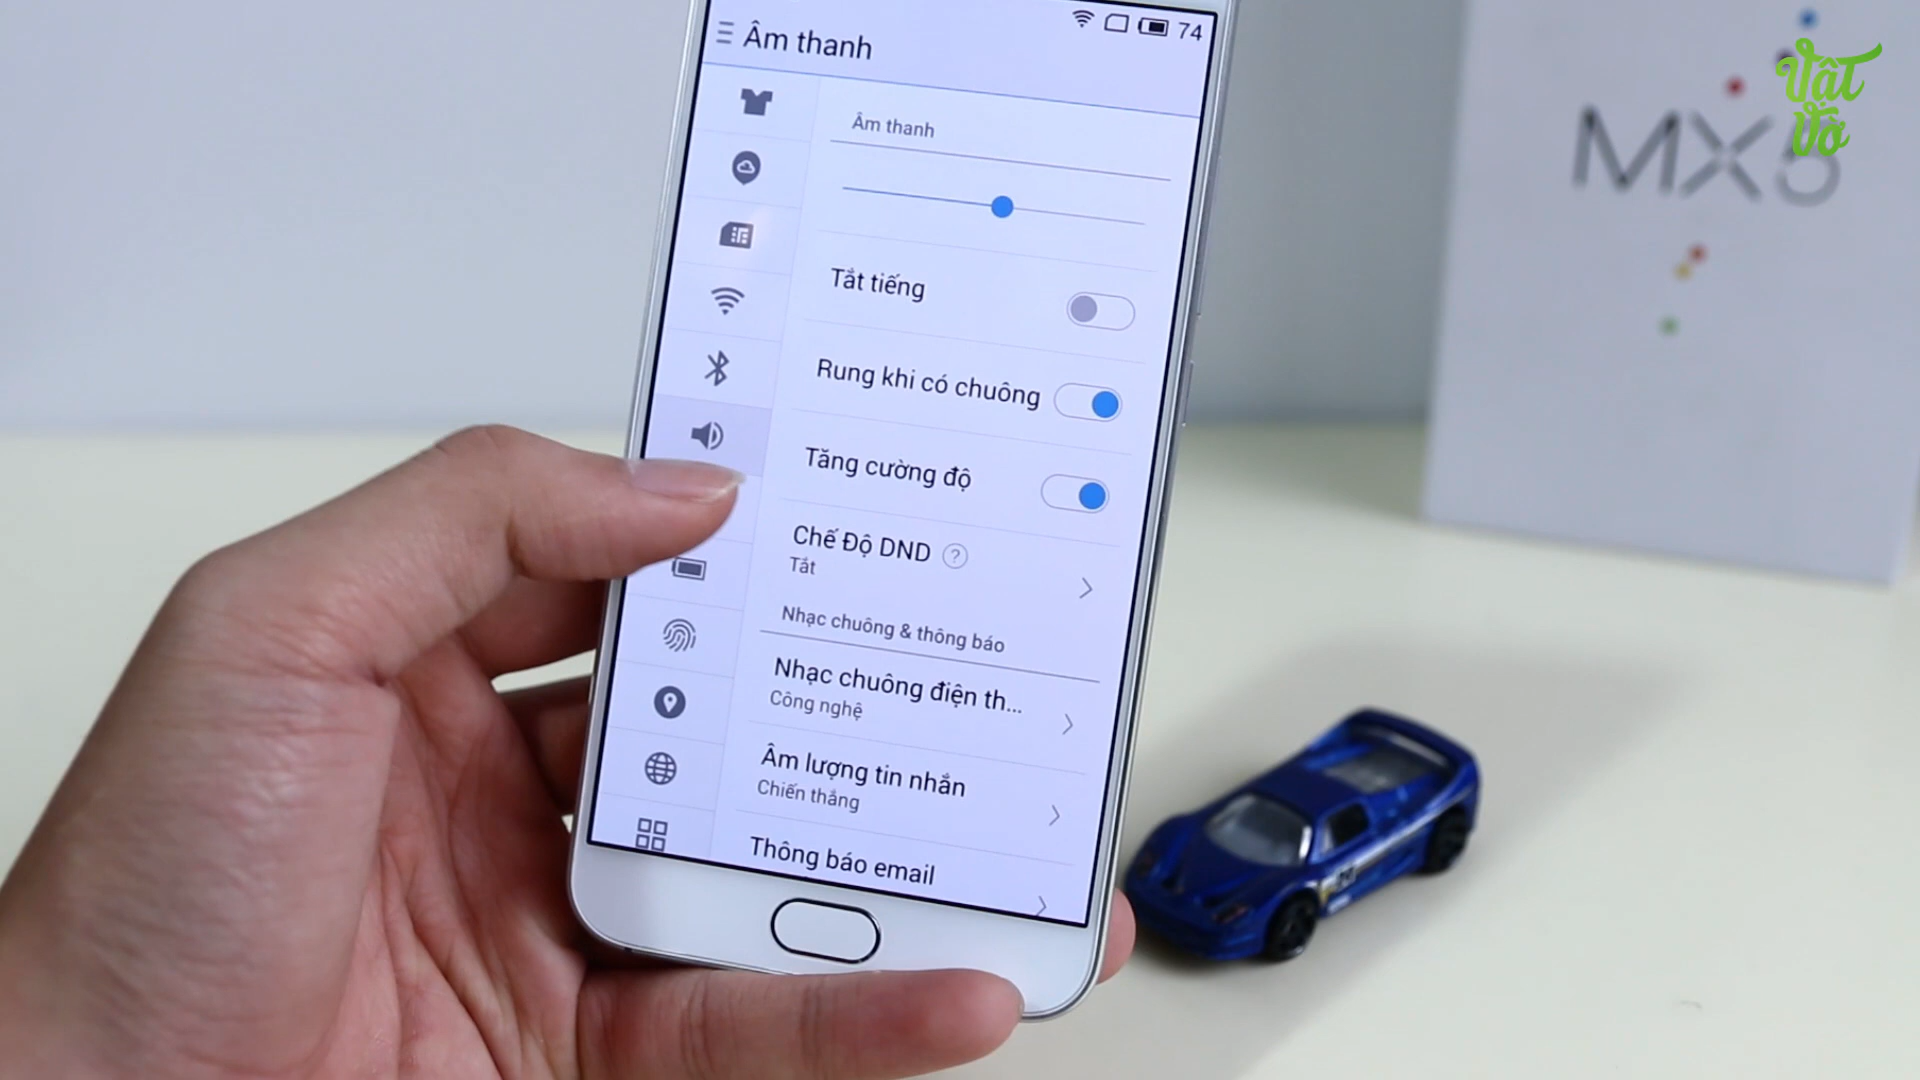 74
Âm thanh
Âm thanh
Tắt tiếng
Rung khi có chuông
Tăng cường độ
Chế Độ DND ?
Tắt
Nhạc chuông & thông báo
Nhạc chuông điện th...
Công nghệ
Âm lượng tin nhắn
Chiến thắng
Thông báo email
MX5
Vật
Vờ